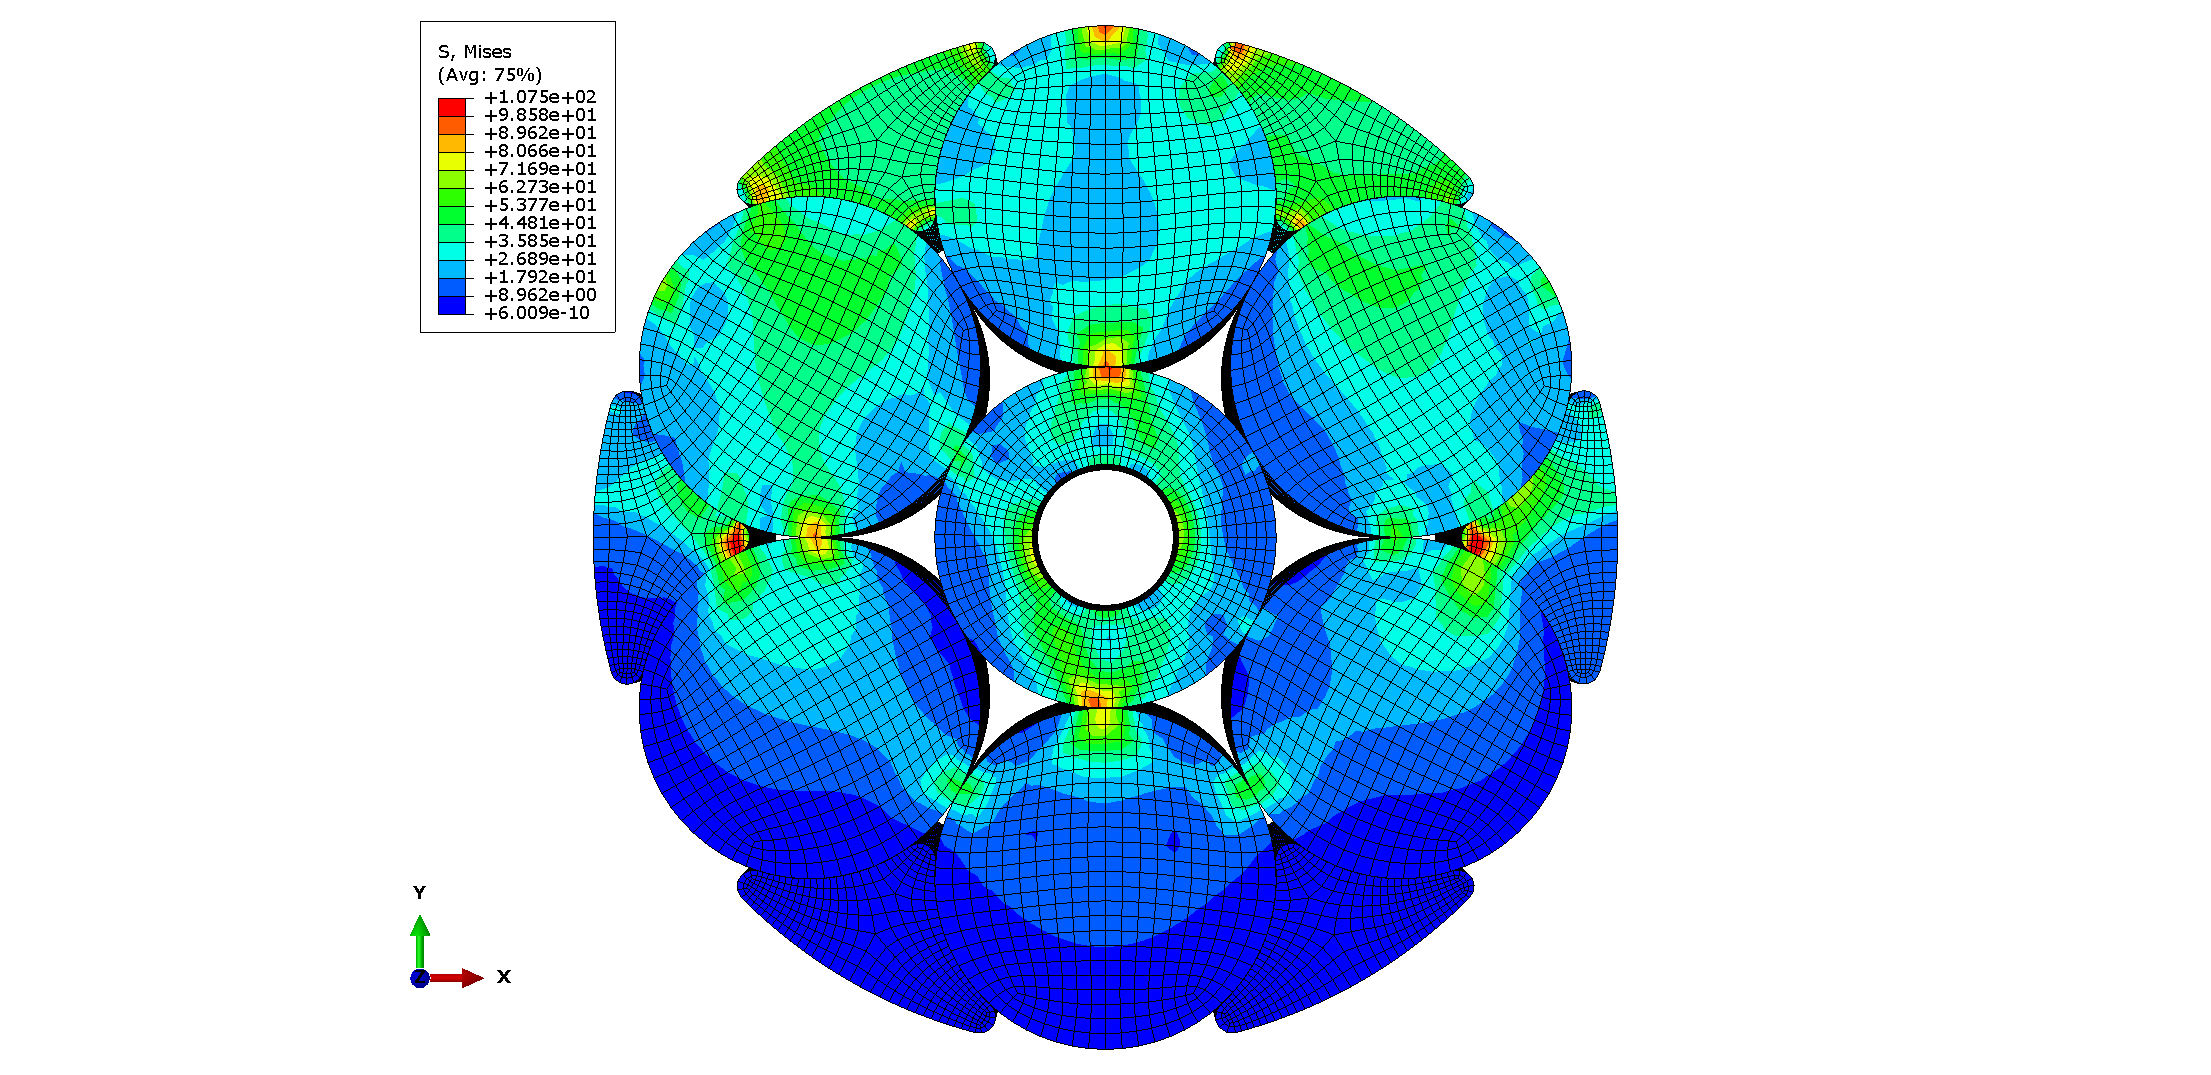 S, Mises
(Avg: 75%)
+1.075e+02
+9.858e+01
+8.962e+01
+8.066e+01
+7.169e+01
+6.273e+01
+5.377e+01
+4.481e+01
+3.585e+01
+2.689e+01
+1.792e+01
+8.962e+00
+6.009e-10
Y
Z
X